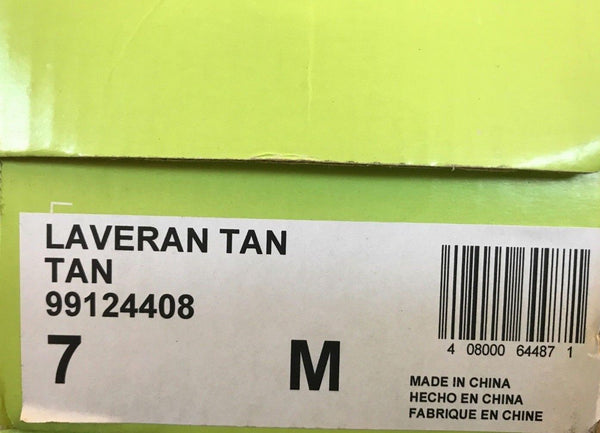 LAVERAN TAN
TAN
99124408
7 M
4 08000 64487 1
MADE IN CHINA
HECHO EN CHINA
FABRIQUE EN CHINE